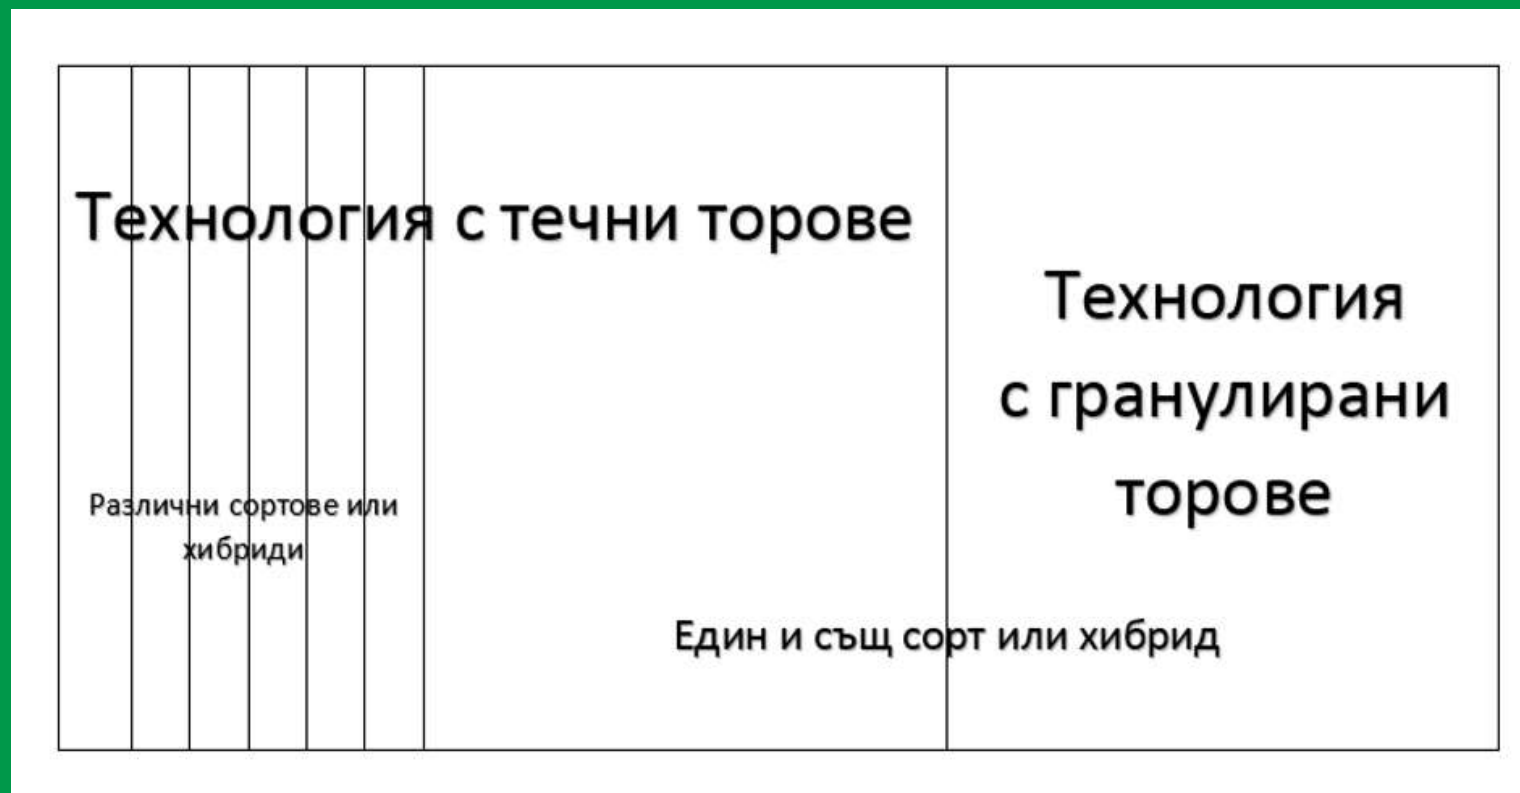 Технология с течни торове
Технология
с гранулирани
торове
Различни сортове или
хибриди
Един и същ сорт или хибрид